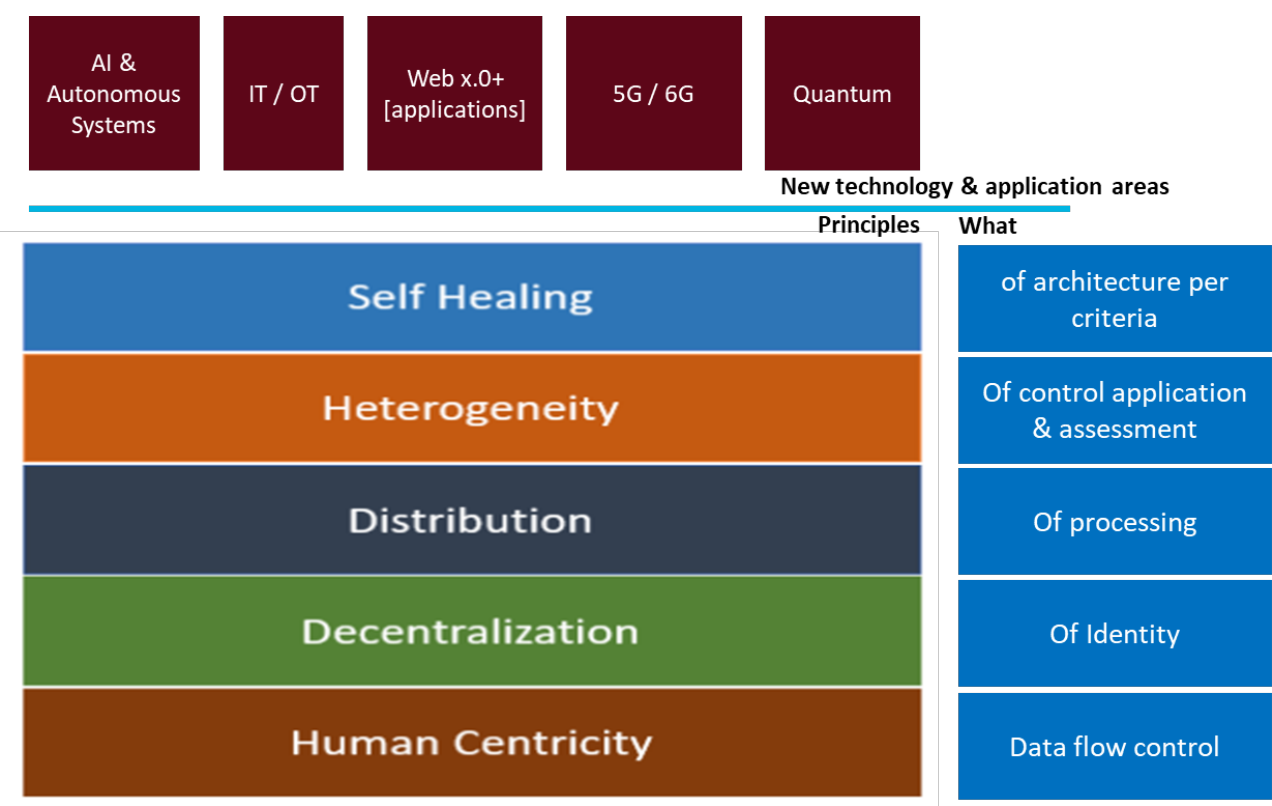 AI &
Autonomous
Systems
IT / OT
Web x.0+
[applications]
5G / 6G
Quantum
New technology & application areas
Principles
What
Self Healing
of architecture per
criteria
Heterogeneity
Of control application
& assessment
Distribution
Of processing
Decentralization
Of Identity
Human Centricity
Data flow control